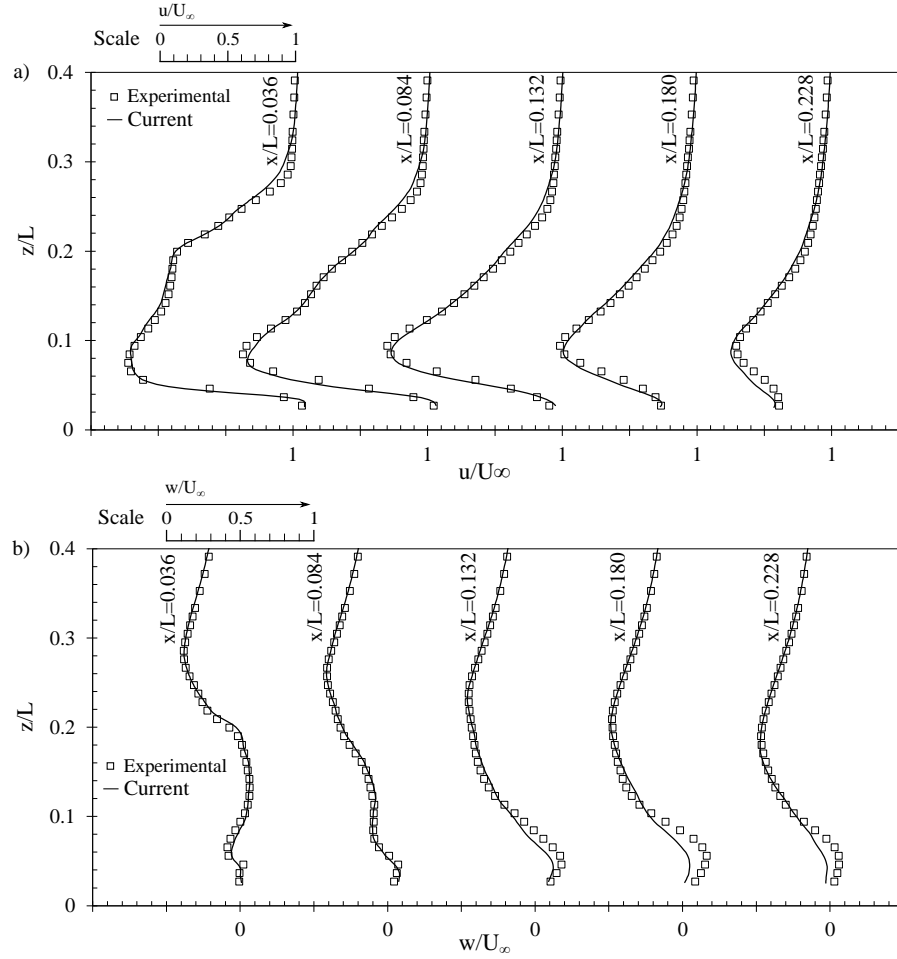 u/U∞
Scale
0 0.5 1
a)
0.4
Experimental
Current
x/L=0.036
x/L=0.084
x/L=0.132
x/L=0.180
x/L=0.228
0.3
z/L
0.2
0.1
0
1 1 1 1 1
u/U∞
w/U∞
Scale
0 0.5 1
b)
0.4
x/L=0.036
x/L=0.084
x/L=0.132
x/L=0.180
x/L=0.228
0.3
z/L
0.2
Experimental
Current
0.1
0
0 0 0 0 0
w/U∞